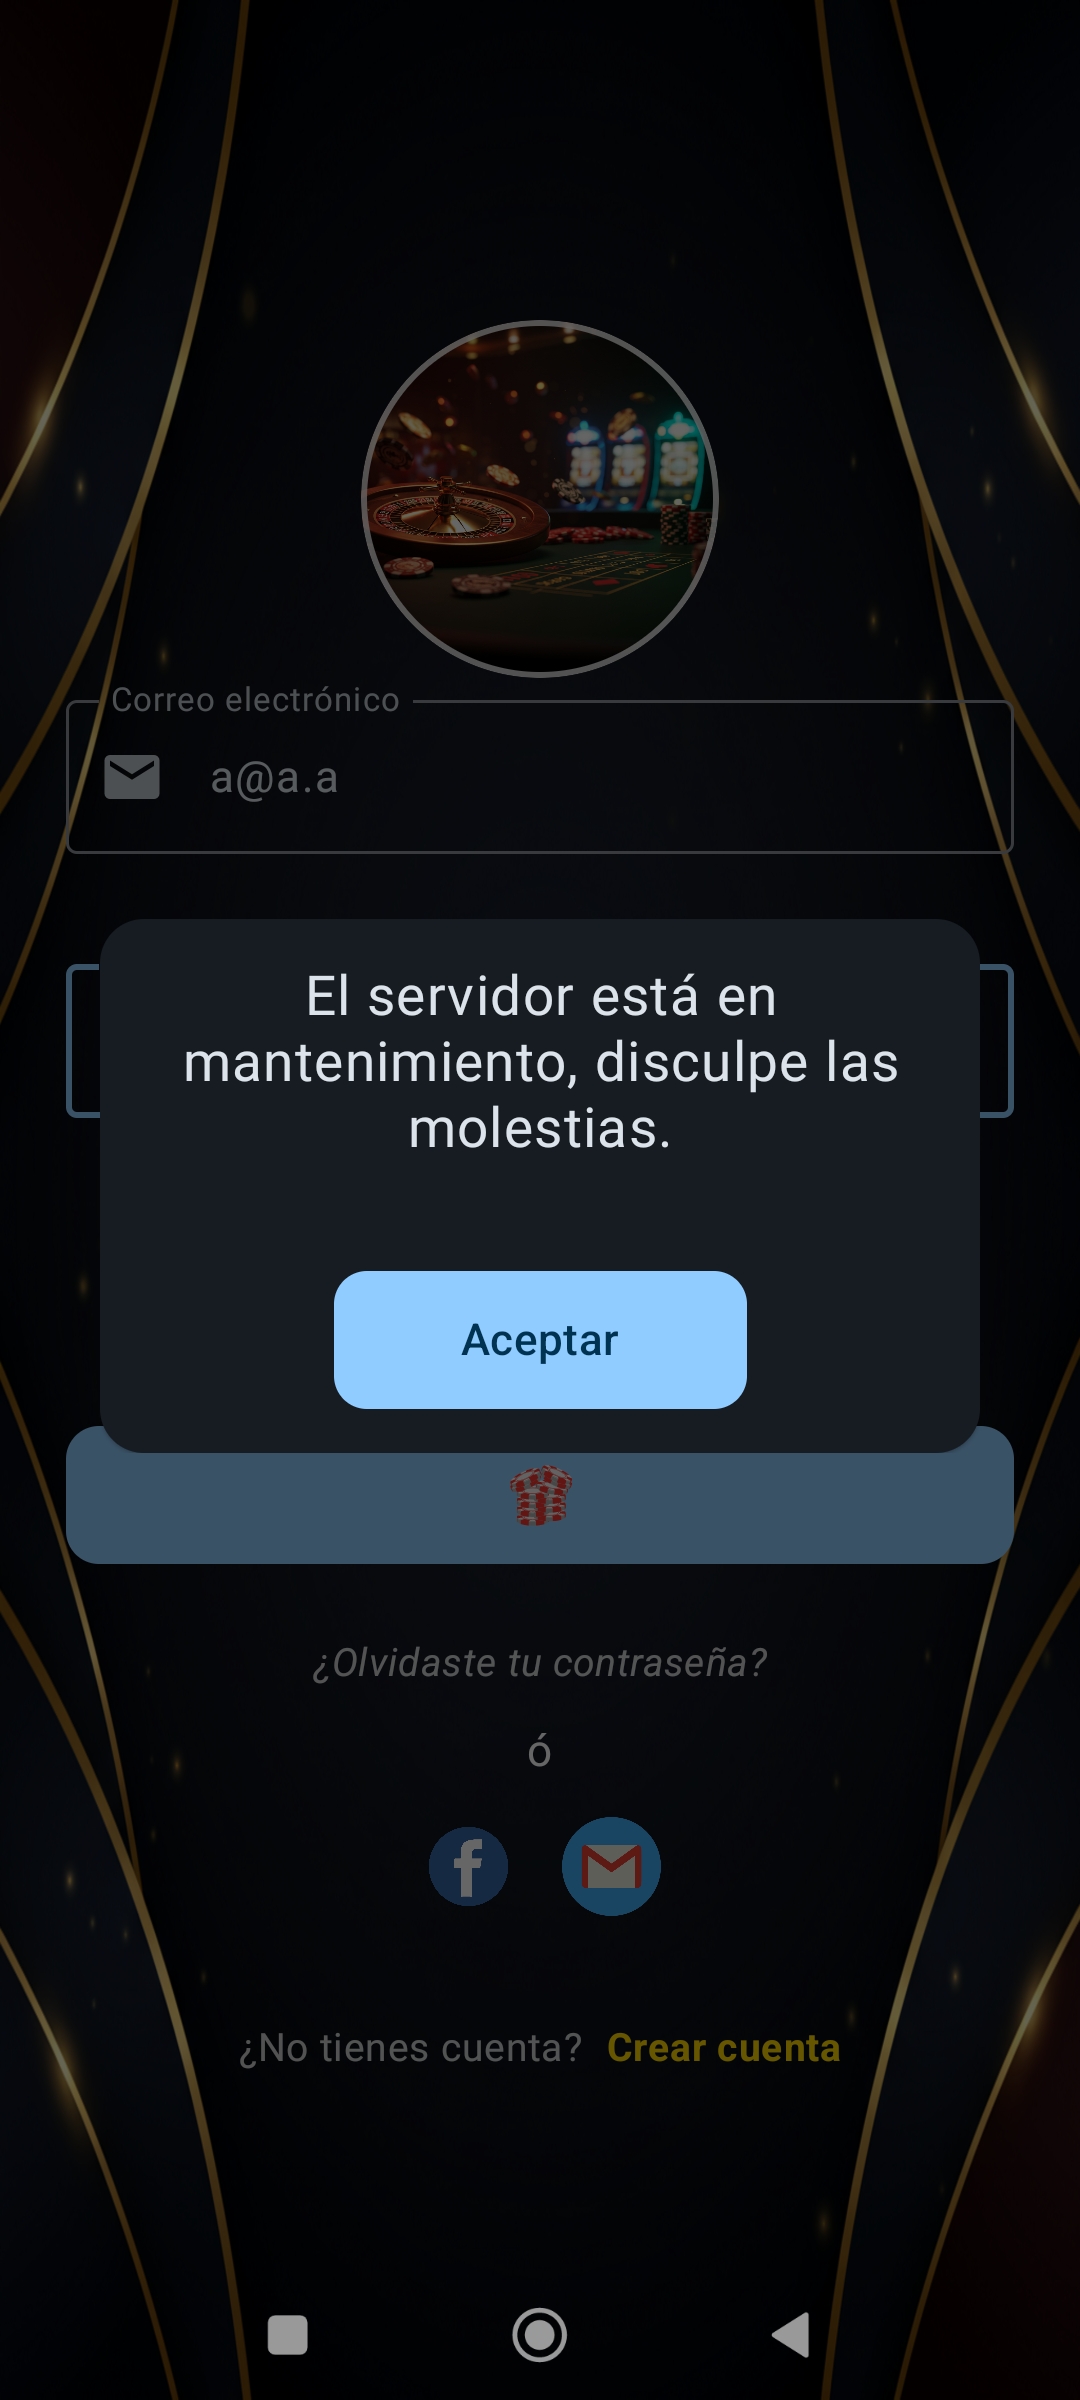 Correo electrónico
a@a.a
El servidor está en
mantenimiento, disculpe las
molestias.
Aceptar
¿Olvidaste tu contraseña?
ó
¿No tienes cuenta? Crear cuenta